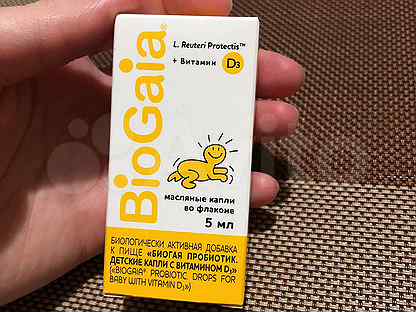 BioGaia®
L. Reuteri Protectis™
+ Витамин D3
масляные капли
во флаконе
5 мл
БИОЛОГИЧЕСКИ АКТИВНАЯ ДОБАВКА
К ПИЩЕ «БИОГАЯ ПРОБИОТИК.
ДЕТСКИЕ КАПЛИ С ВИТАМИНОМ D₃»
(«BIOGAIA® PROBIOTIC DROPS FOR
BABY WITH VITAMIN D₃»)